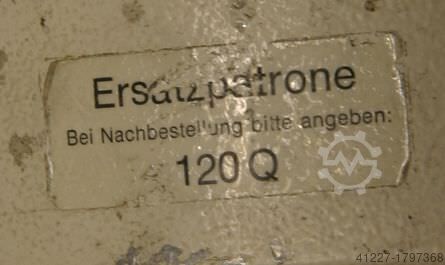 Ersatzpatrone
Bei Nachbestellung bitte angeben:
120 Q
41227-1797368